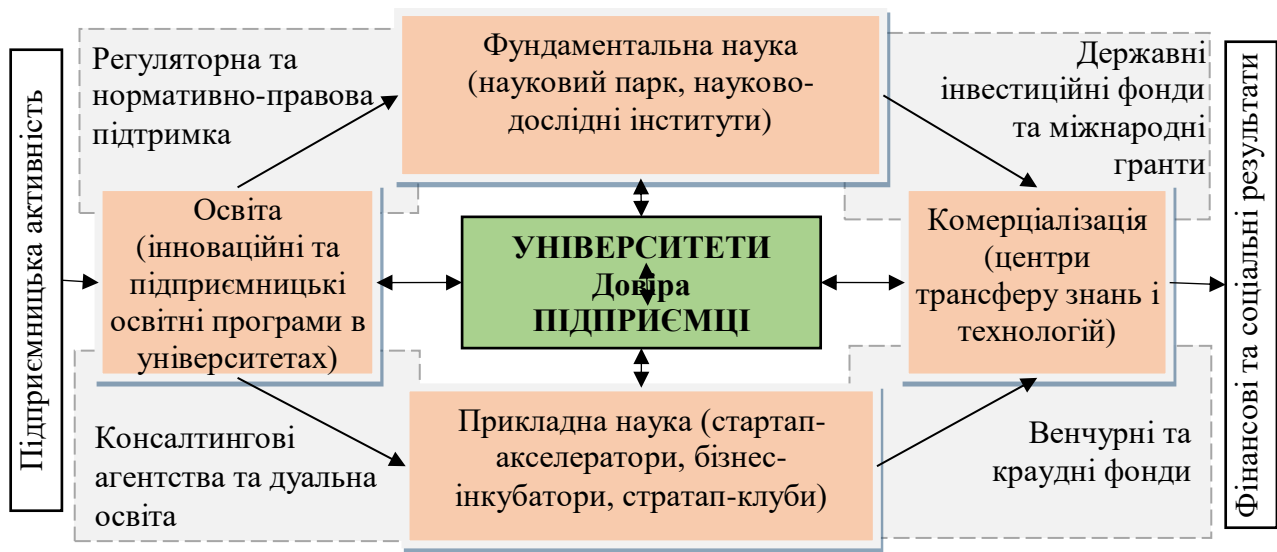 Підприємницька активність
Регуляторна та
нормативно-правова
підтримка
Фундаментальна наука
(науковий парк, науково-
дослідні інститути)
Державні
інвестиційні фонди
та міжнародні
гранти
Освіта
(інноваційні та
підприємницькі
освітні програми в
університетах)
УНІВЕРСИТЕТИ
Довіра
ПІДПРИЄМЦІ
Комерціалізація
(центри
трансферу знань і
технологій)
Консалтингові
агентства та дуальна
освіта
Прикладна наука (стартап-
акселератори, бізнес-
інкубатори, стратап-клуби)
Венчурні та
краудні фонди
Фінансові та соціальні результати